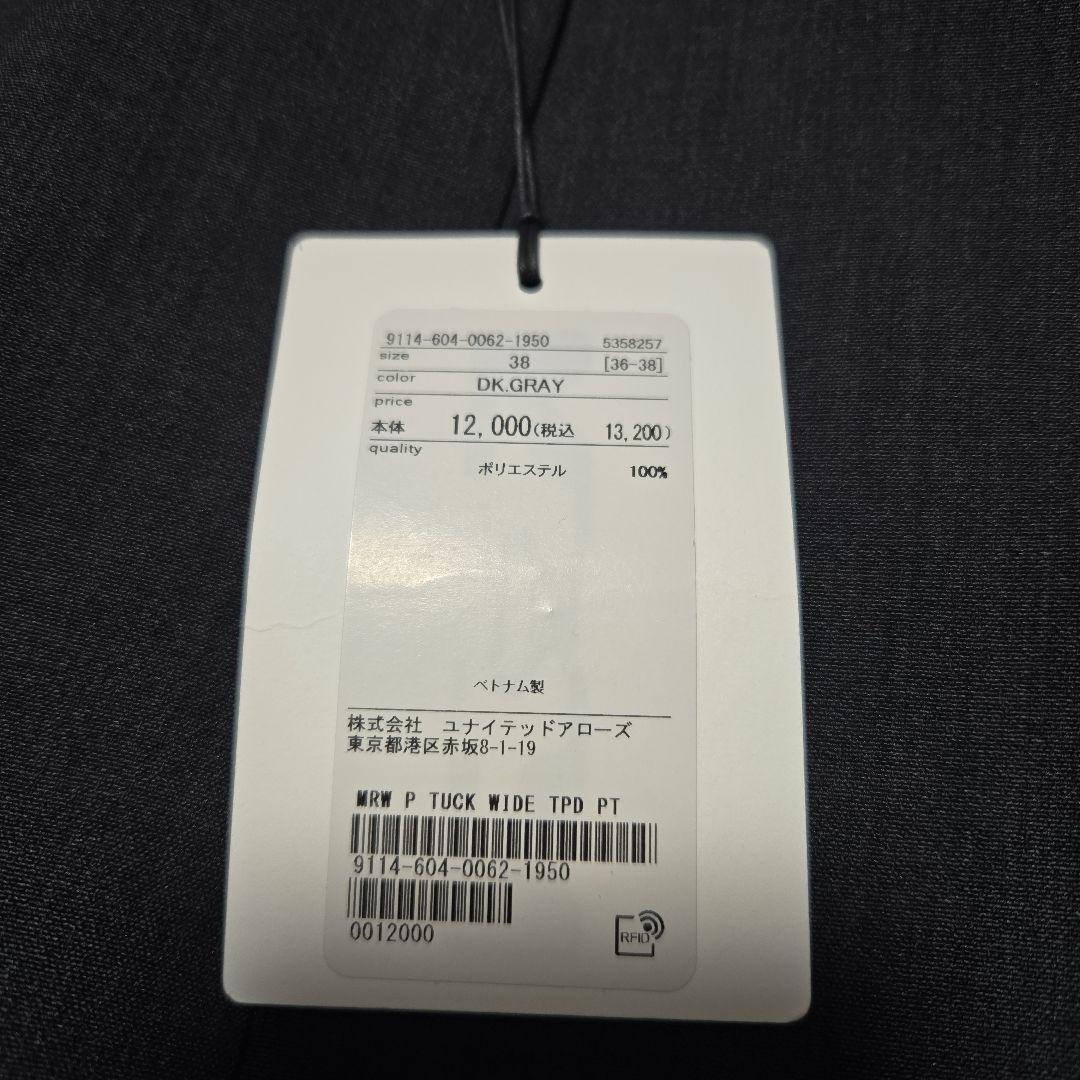 9114-604-0062-1950 5358257
size 38 [36-38]
color DK.GRAY
price
本体 12,000(税込 13,200)
quality
ポリエステル 100%
ベトナム製
株式会社 ユナイテッドアローズ
東京都港区赤坂8-1-19
MRW P TUCK WIDE TPD PT
9114-604-0062-1950
0012000
RFID